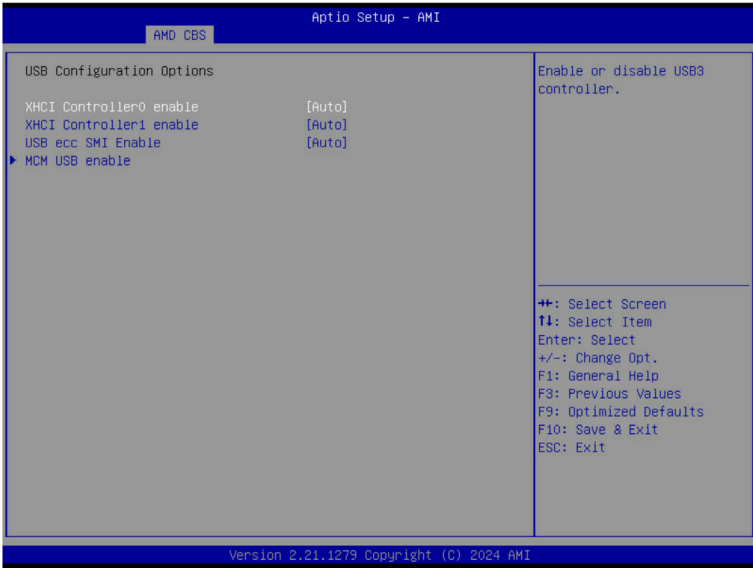 Aptio Setup - AMI
AMD CBS
USB Configuration Options
XHCI Controller0 enable [Auto]
XHCI Controller1 enable [Auto]
USB ecc SMI Enable [Auto]
MCM USB enable
Enable or disable USB3
controller.
→←: Select Screen
↑↓: Select Item
Enter: Select
+/-: Change Opt.
F1: General Help
F3: Previous Values
F9: Optimized Defaults
F10: Save & Exit
ESC: Exit
Version 2.21.1279 Copyright (C) 2024 AMI